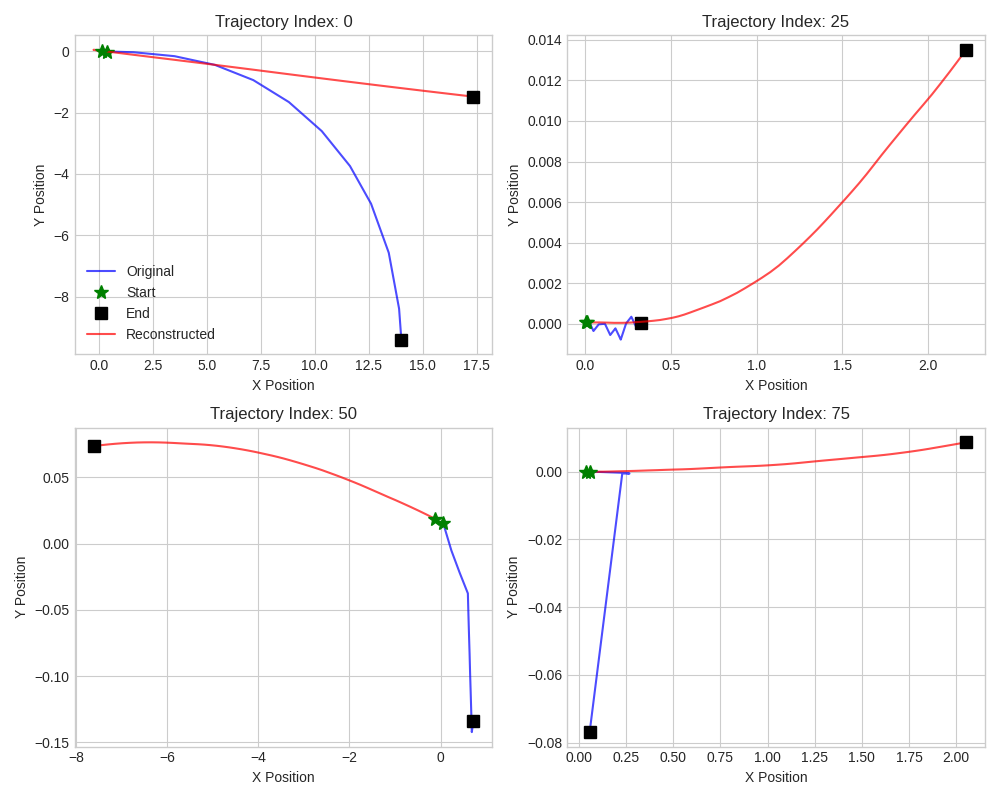 Trajectory Index: 0
0
−2
−4
−6
−8
Y Position
Original
Start
End
Reconstructed
0.0 2.5 5.0 7.5 10.0 12.5 15.0 17.5
X Position
Trajectory Index: 25
0.014
0.012
0.010
0.008
0.006
0.004
0.002
0.000
Y Position
0.0 0.5 1.0 1.5 2.0
X Position
Trajectory Index: 50
0.05
0.00
−0.05
−0.10
−0.15
Y Position
−8 −6 −4 −2 0
X Position
Trajectory Index: 75
0.00
−0.02
−0.04
−0.06
−0.08
Y Position
0.00 0.25 0.50 0.75 1.00 1.25 1.50 1.75 2.00
X Position